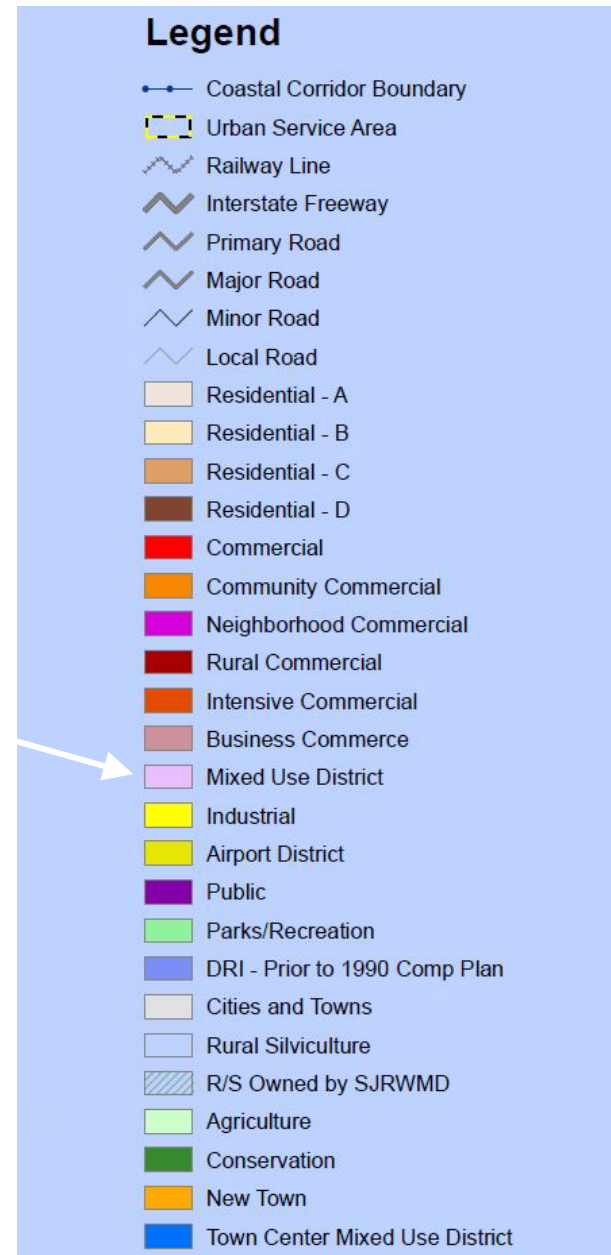 Legend
Coastal Corridor Boundary
Urban Service Area
Railway Line
Interstate Freeway
Primary Road
Major Road
Minor Road
Local Road
Residential - A
Residential - B
Residential - C
Residential - D
Commercial
Community Commercial
Neighborhood Commercial
Rural Commercial
Intensive Commercial
Business Commerce
Mixed Use District
Industrial
Airport District
Public
Parks/Recreation
DRI - Prior to 1990 Comp Plan
Cities and Towns
Rural Silviculture
R/S Owned by SJRWMD
Agriculture
Conservation
New Town
Town Center Mixed Use District